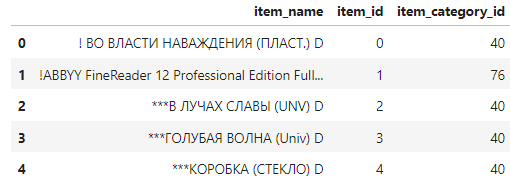 item_name item_id item_category_id
0 ! ВО ВЛАСТИ НАВАЖДЕНИЯ (ПЛАСТ.) D 0 40
1 !ABBYY FineReader 12 Professional Edition Full... 1 76
2 ***В ЛУЧАХ СЛАВЫ (UNV) D 2 40
3 ***ГОЛУБАЯ ВОЛНА (Univ) D 3 40
4 ***КОРОБКА (СТЕКЛО) D 4 40